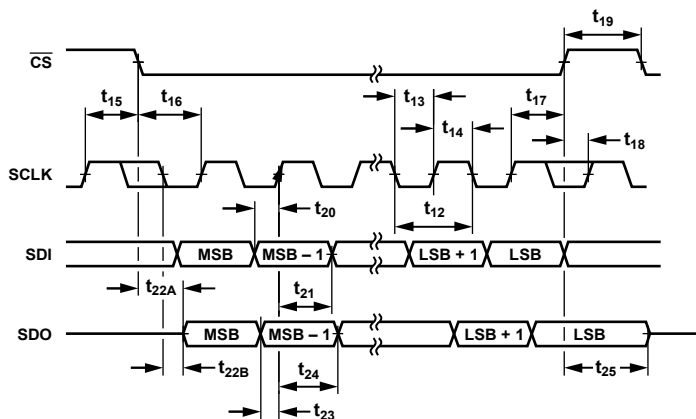 t19
CS
t15 t16 t13 t17
t14
t18
SCLK
t20 t12
SDI MSB MSB – 1 LSB + 1 LSB
t22A t21
SDO MSB MSB – 1 LSB + 1 LSB
t22B t24 t25
t23